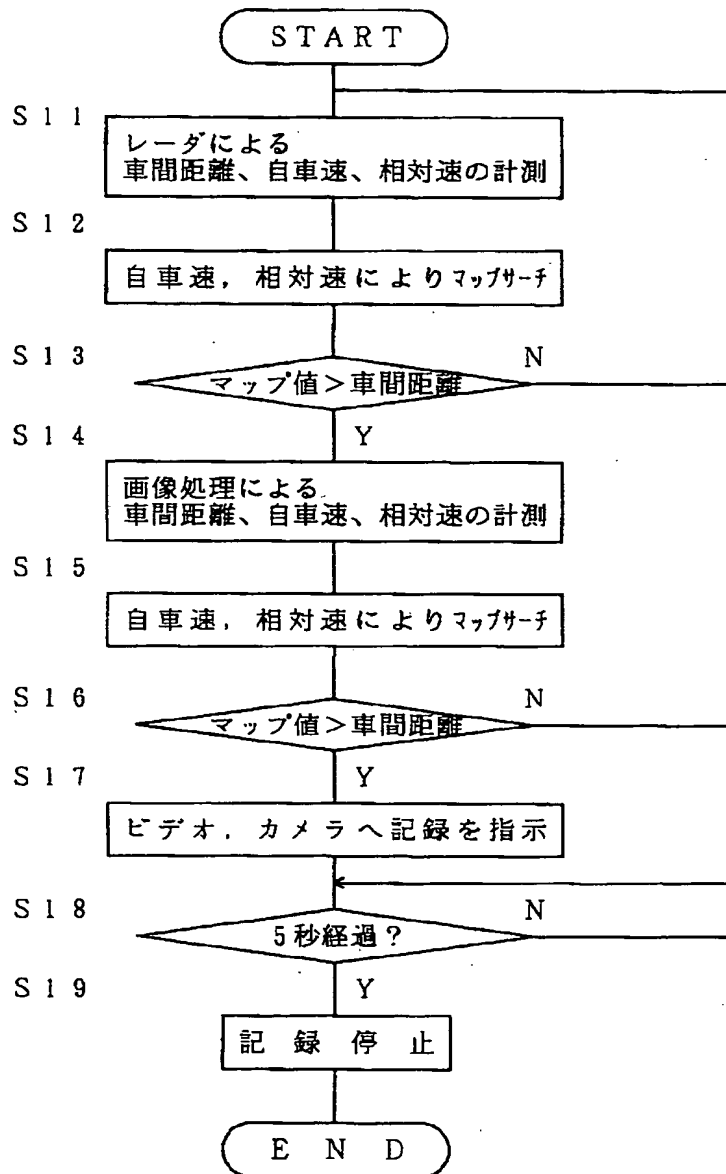 START
S11
レーダによる
車間距離、自車速、相対速の計測
S12
自車速，相対速によりマップサーチ
S13
マップ値＞車間距離
N
S14
Y
画像処理による
車間距離、自車速、相対速の計測
S15
自車速，相対速によりマップサーチ
S16
マップ値＞車間距離
N
S17
Y
ビデオ，カメラへ記録を指示
S18
5秒経過？
N
S19
Y
記録停止
END